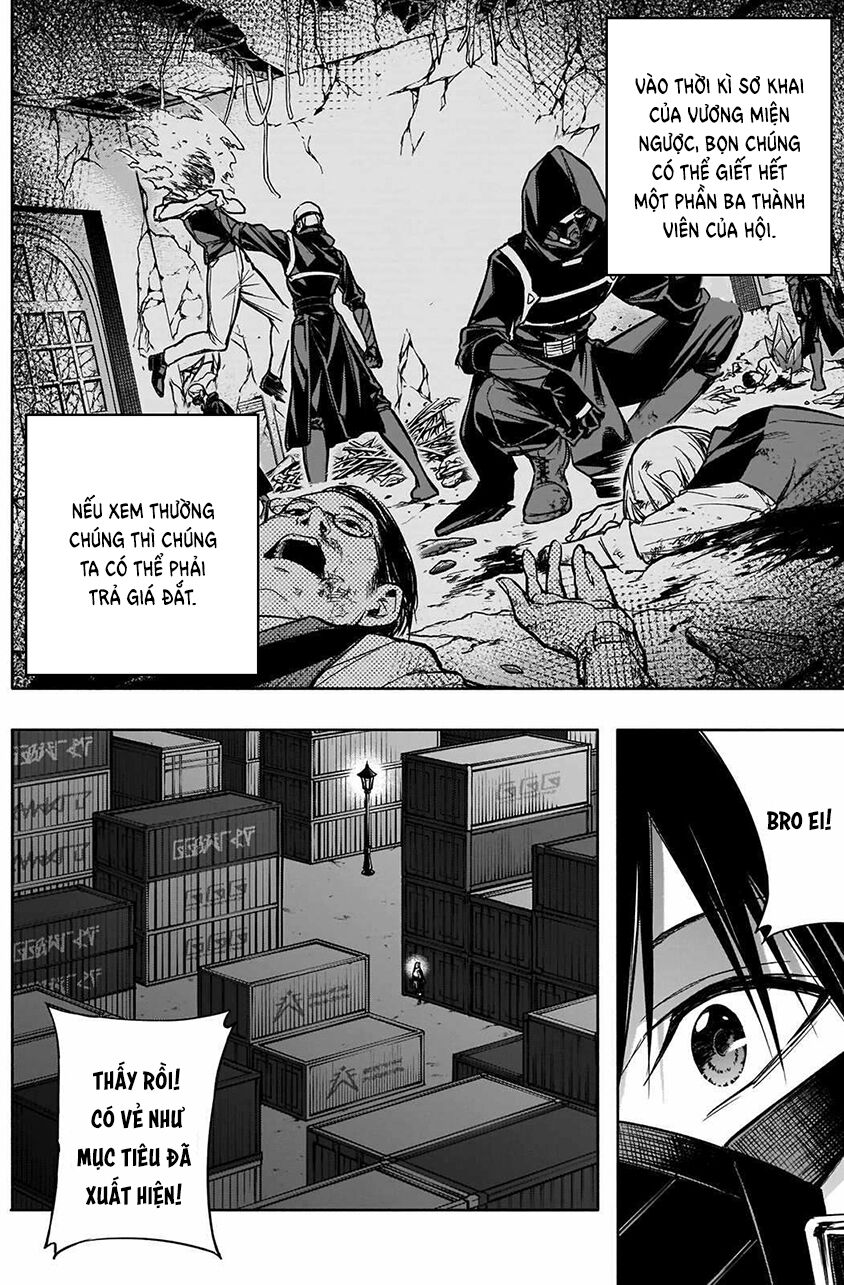 VÀO THỜI KÌ SƠ KHAI
CỦA VƯƠNG MIỆN
NGƯỢC, BỌN CHÚNG
CÓ THỂ GIẾT HẾT
MỘT PHẦN BA THÀNH
VIÊN CỦA HỘI.
NẾU XEM THƯỜNG
CHÚNG THÌ CHÚNG
TA CÓ THỂ PHẢI
TRẢ GIÁ ĐẮT.
BRO EI!
THẤY RỒI!
CÓ VẺ NHƯ
MỤC TIÊU ĐÃ
XUẤT HIỆN!